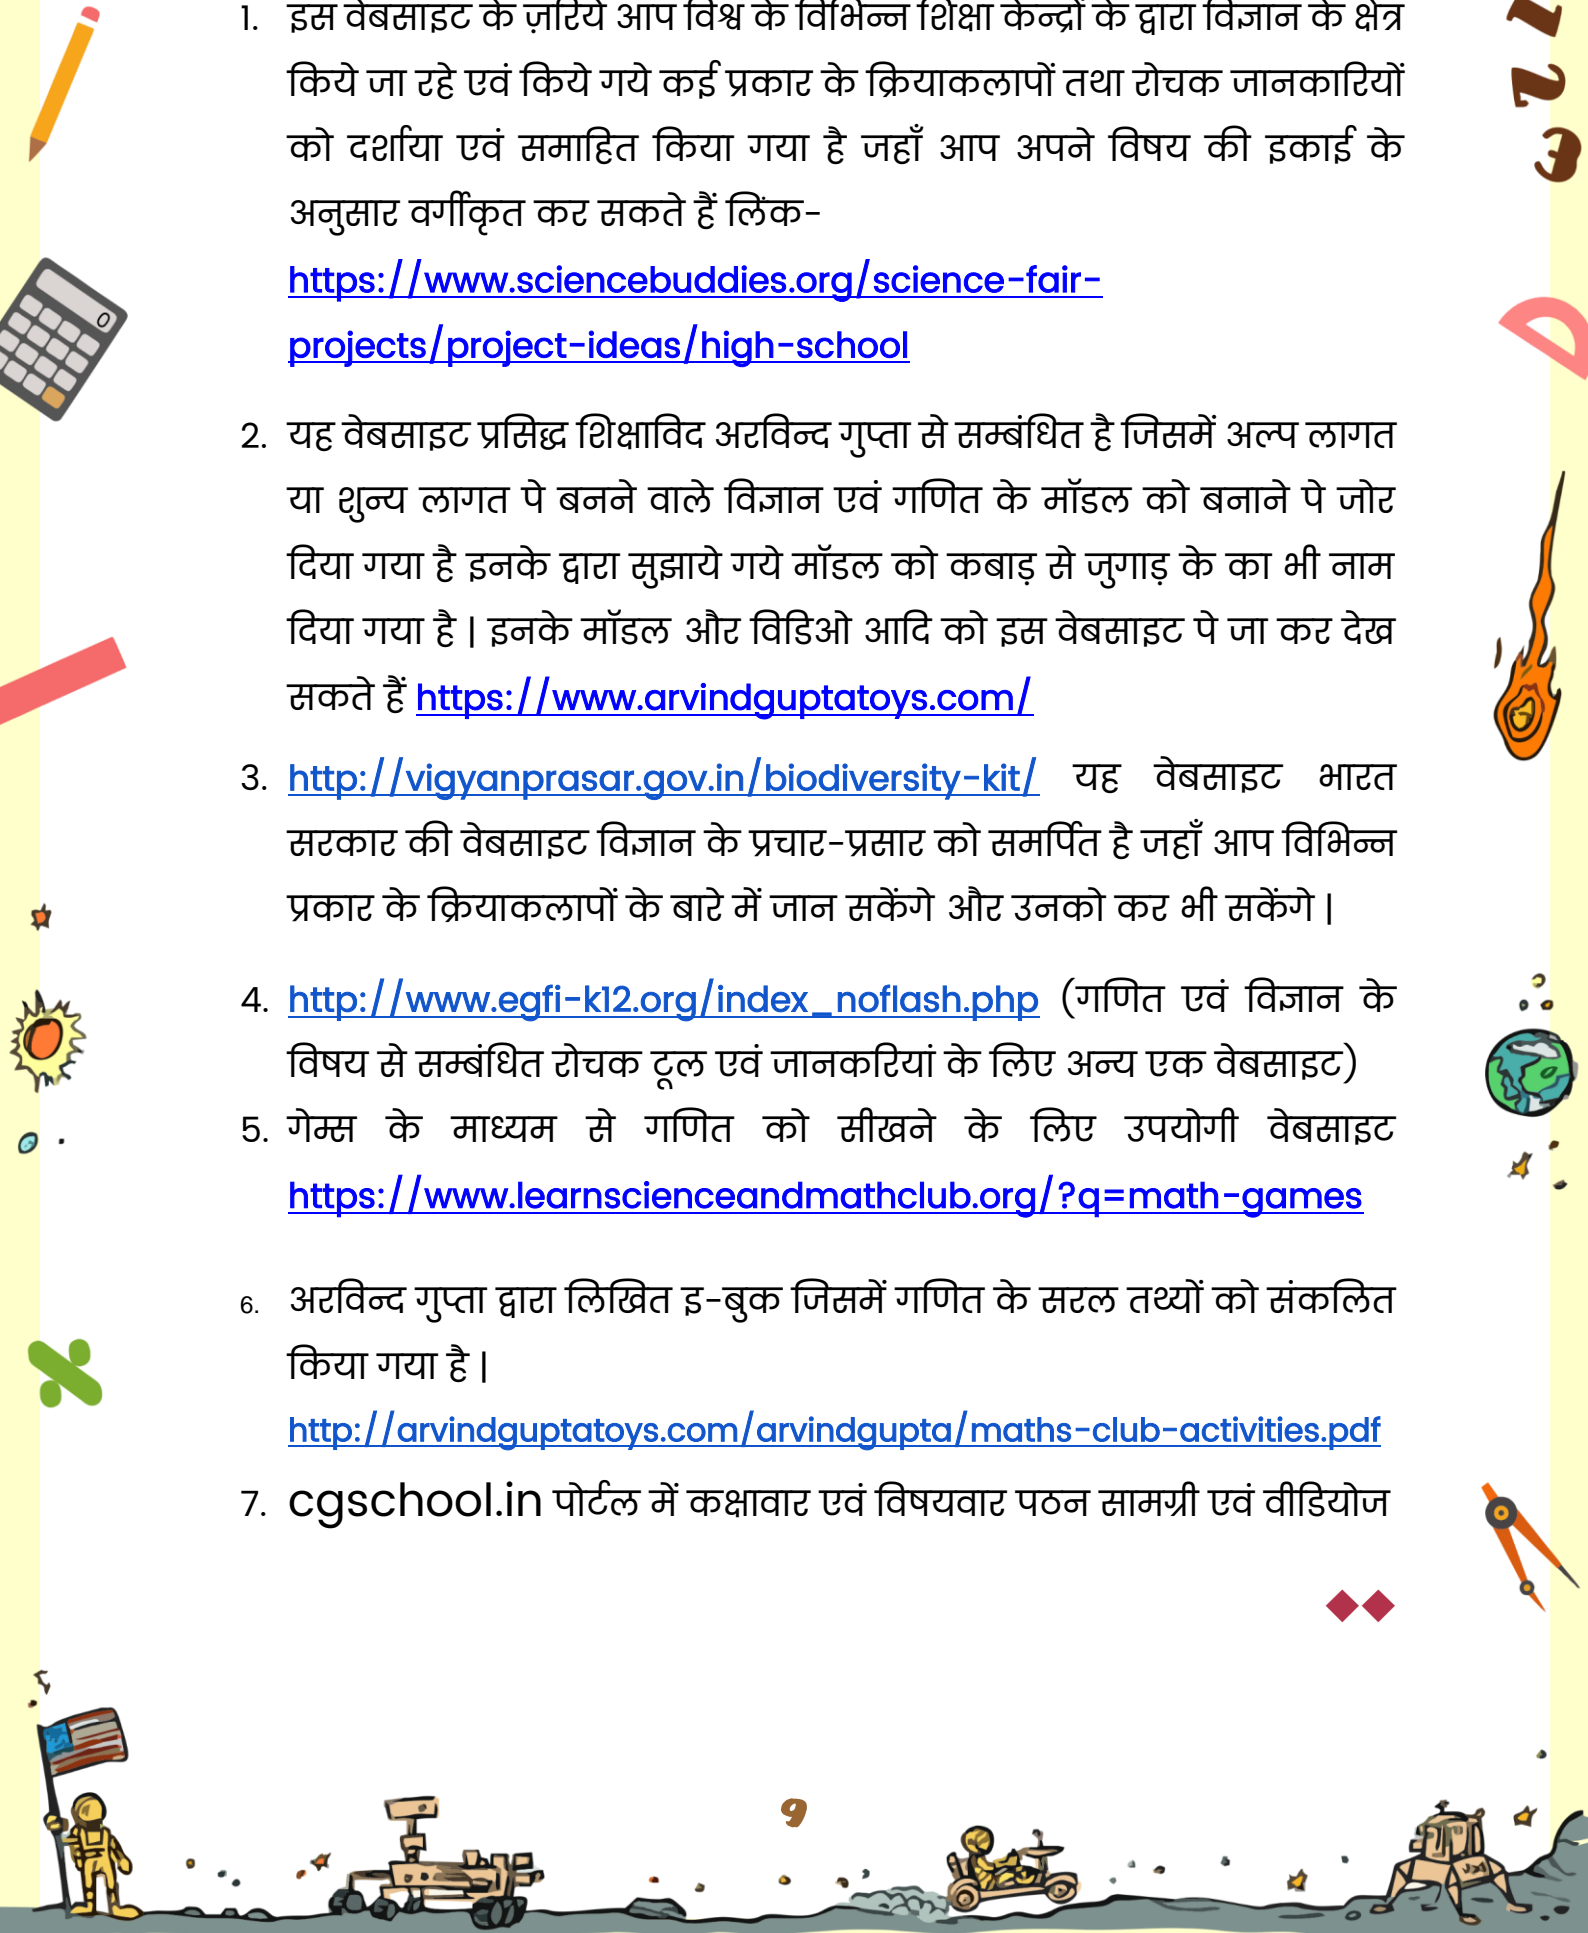 1. इस वेबसाइट के ज़रिये आप विश्व के विभिन्न शिक्षा केन्द्रों के द्वारा विज्ञान के क्षेत्र
किये जा रहे एवं किये गये कई प्रकार के क्रियाकलापों तथा रोचक जानकारियों
को दर्शाया एवं समाहित किया गया है जहाँ आप अपने विषय की इकाई के
अनुसार वर्गीकृत कर सकते हैं लिंक-
https://www.sciencebuddies.org/science-fair-
projects/project-ideas/high-school
2. यह वेबसाइट प्रसिद्ध शिक्षाविद अरविन्द गुप्ता से सम्बंधित है जिसमें अल्प लागत
या शुन्य लागत पे बनने वाले विज्ञान एवं गणित के मॉडल को बनाने पे जोर
दिया गया है इनके द्वारा सुझाये गये मॉडल को कबाड़ से जुगाड़ के का भी नाम
दिया गया है | इनके मॉडल और विडिओ आदि को इस वेबसाइट पे जा कर देख
सकते हैं https://www.arvindguptatoys.com/
3. http://vigyanprasar.gov.in/biodiversity-kit/ यह वेबसाइट भारत
सरकार की वेबसाइट विज्ञान के प्रचार-प्रसार को समर्पित है जहाँ आप विभिन्न
प्रकार के क्रियाकलापों के बारे में जान सकेंगे और उनको कर भी सकेंगे |
4. http://www.egfi-k12.org/index_noflash.php (गणित एवं विज्ञान के
विषय से सम्बंधित रोचक टूल एवं जानकरियां के लिए अन्य एक वेबसाइट)
5. गेम्स के माध्यम से गणित को सीखने के लिए उपयोगी वेबसाइट
https://www.learnscienceandmathclub.org/?q=math-games
6. अरविन्द गुप्ता द्वारा लिखित इ-बुक जिसमें गणित के सरल तथ्यों को संकलित
किया गया है |
http://arvindguptatoys.com/arvindgupta/maths-club-activities.pdf
7. cgschool.in पोर्टल में कक्षावार एवं विषयवार पठन सामग्री एवं वीडियोज
9